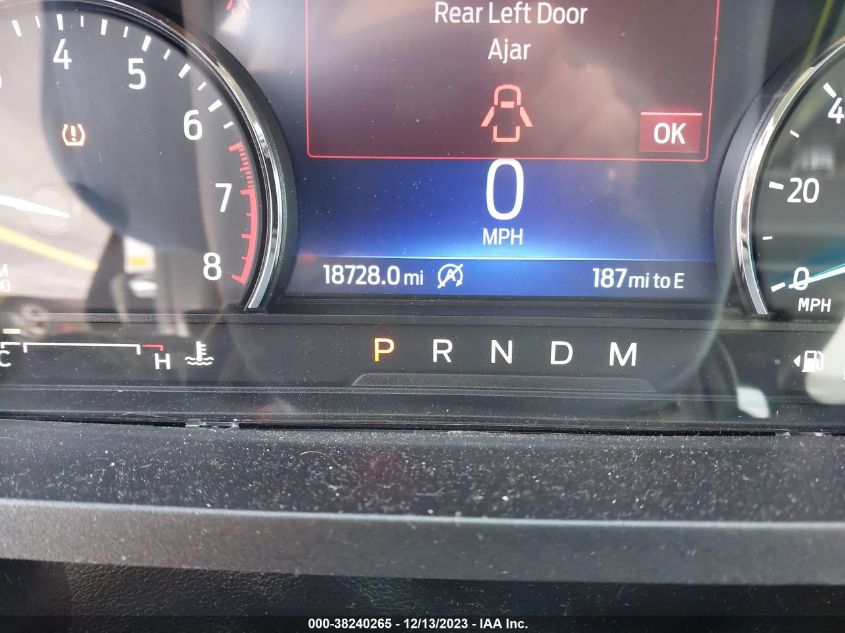 Rear Left Door
Ajar
OK
0
MPH
18728.0 mi
187 mi to E
4
5
6
7
8
20
0
MPH
C
H
P R N D M
000-38240265 - 12/13/2023 - IAA Inc.